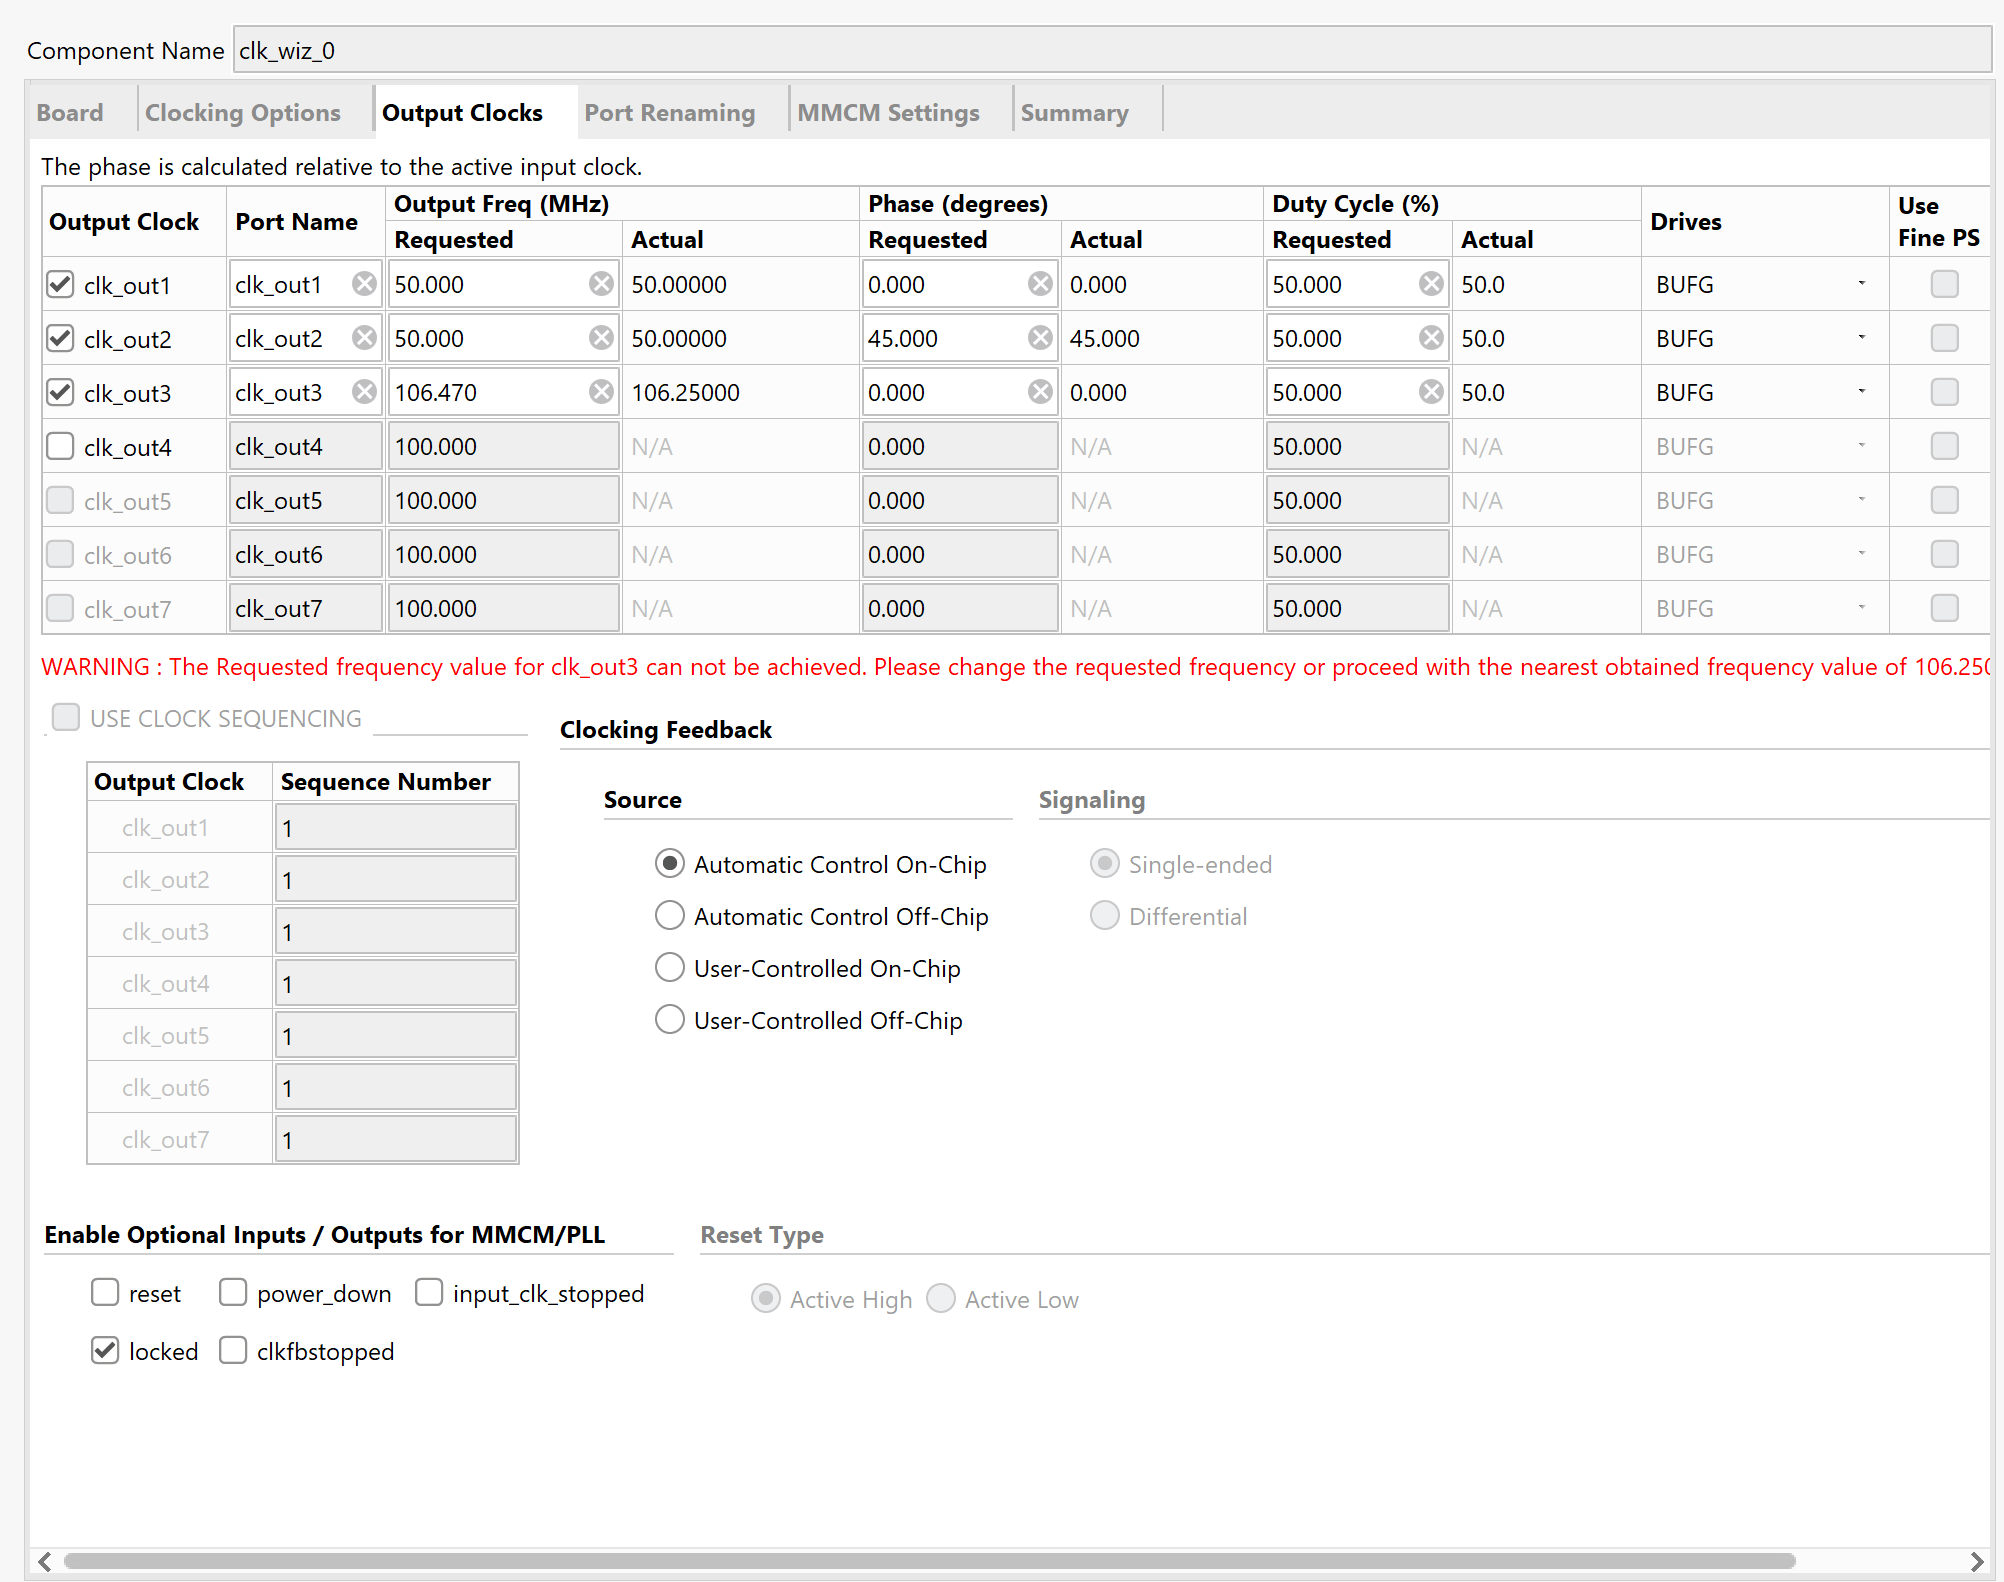 Component Name clk_wiz_0
Board Clocking Options Output Clocks Port Renaming MMCM Settings Summary
The phase is calculated relative to the active input clock.
Output Clock Port Name Output Freq (MHz) Phase (degrees) Duty Cycle (%) Drives Use Fine PS
Requested Actual Requested Actual Requested Actual
clk_out1 clk_out1 50.000 50.00000 0.000 0.000 50.000 50.0 BUFG
clk_out2 clk_out2 50.000 50.00000 45.000 45.000 50.000 50.0 BUFG
clk_out3 clk_out3 106.470 106.25000 0.000 0.000 50.000 50.0 BUFG
clk_out4 clk_out4 100.000 N/A 0.000 N/A 50.000 N/A BUFG
clk_out5 clk_out5 100.000 N/A 0.000 N/A 50.000 N/A BUFG
clk_out6 clk_out6 100.000 N/A 0.000 N/A 50.000 N/A BUFG
clk_out7 clk_out7 100.000 N/A 0.000 N/A 50.000 N/A BUFG
WARNING : The Requested frequency value for clk_out3 can not be achieved. Please change the requested frequency or proceed with the nearest obtained frequency value of 106.250
USE CLOCK SEQUENCING
Output Clock Sequence Number
clk_out1 1
clk_out2 1
clk_out3 1
clk_out4 1
clk_out5 1
clk_out6 1
clk_out7 1
Clocking Feedback
Source Signaling
Automatic Control On-Chip Single-ended
Automatic Control Off-Chip Differential
User-Controlled On-Chip
User-Controlled Off-Chip
Enable Optional Inputs / Outputs for MMCM/PLL Reset Type
reset power_down input_clk_stopped Active High Active Low
locked clkfbstopped